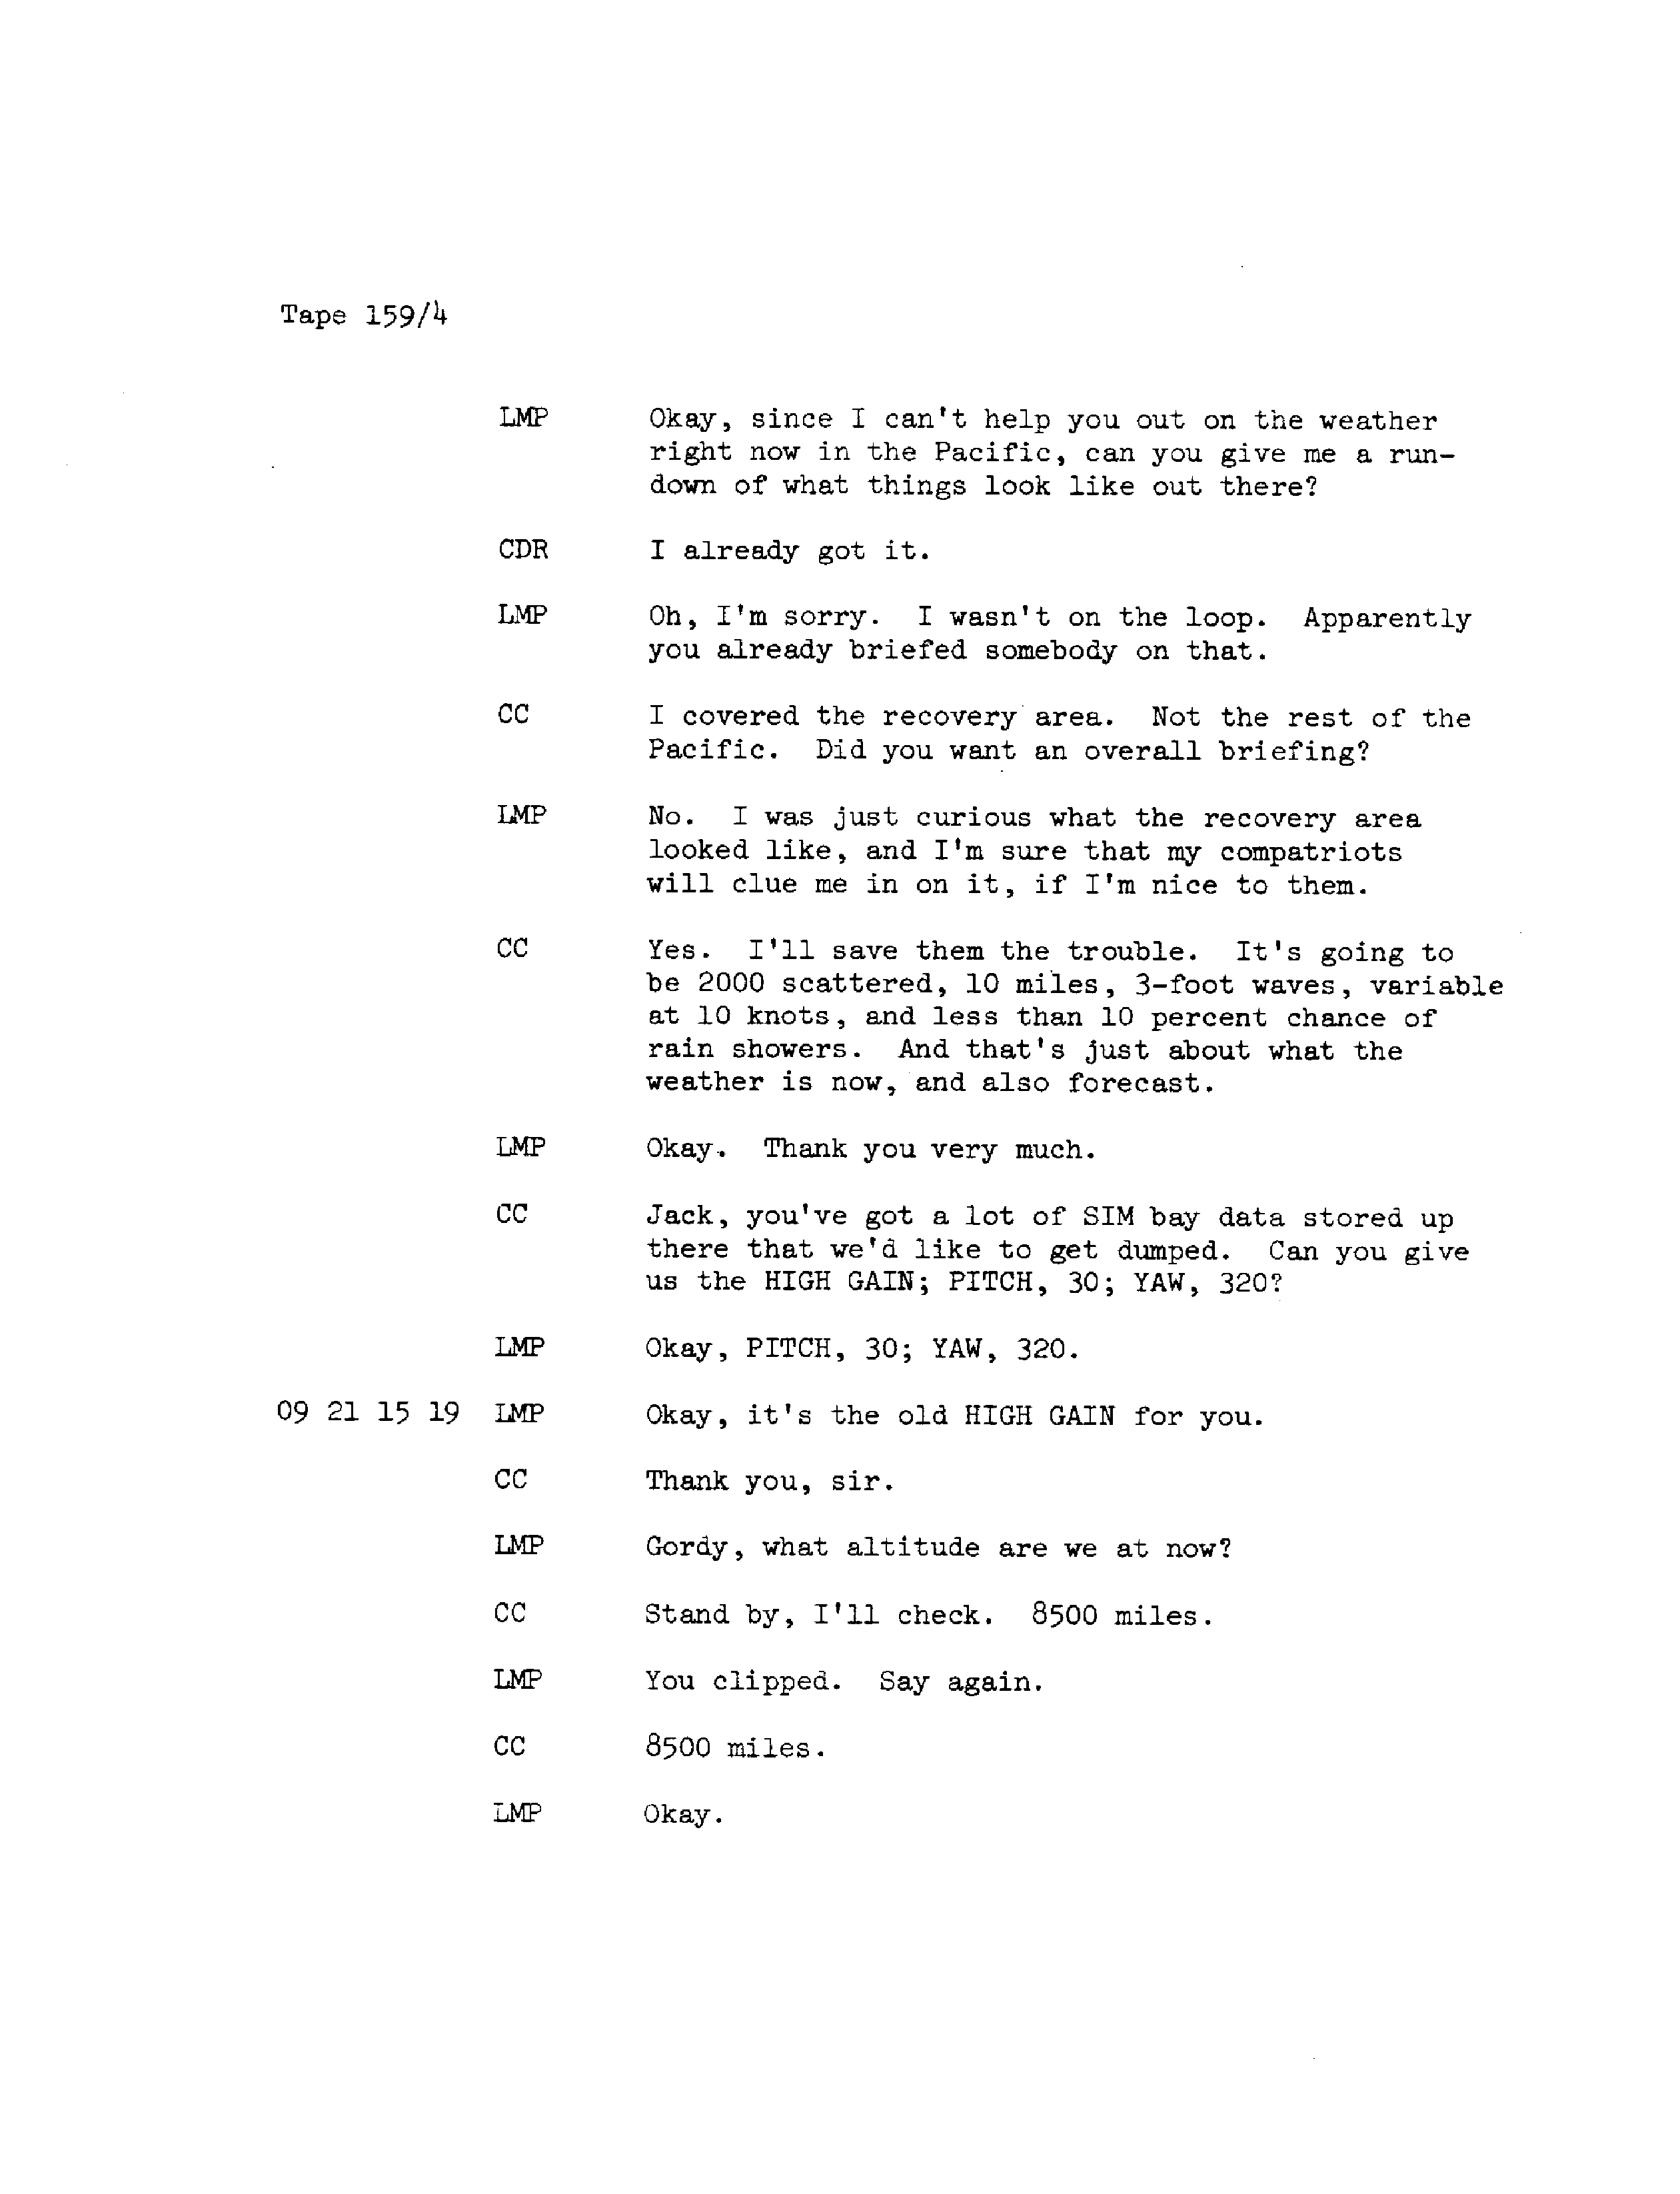 Tape 159/4
LMP Okay, since I can't help you out on the weather
right now in the Pacific, can you give me a run-
down of what things look like out there?
CDR I already got it.
LMP Oh, I'm sorry. I wasn't on the loop. Apparently
you already briefed somebody on that.
CC I covered the recovery area. Not the rest of the
Pacific. Did you want an overall briefing?
LMP No. I was just curious what the recovery area
looked like, and I'm sure that my compatriots
will clue me in on it, if I'm nice to them.
CC Yes. I'll save them the trouble. It's going to
be 2000 scattered, 10 miles, 3-foot waves, variable
at 10 knots, and less than 10 percent chance of
rain showers. And that's just about what the
weather is now, and also forecast.
LMP Okay. Thank you very much.
CC Jack, you've got a lot of SIM bay data stored up
there that we'd like to get dumped. Can you give
us the HIGH GAIN; PITCH, 30; YAW, 320?
LMP Okay, PITCH, 30; YAW, 320.
09 21 15 19 LMP Okay, it's the old HIGH GAIN for you.
CC Thank you, sir.
LMP Gordy, what altitude are we at now?
CC Stand by, I'll check. 8500 miles.
LMP You clipped. Say again.
CC 8500 miles.
LMP Okay.